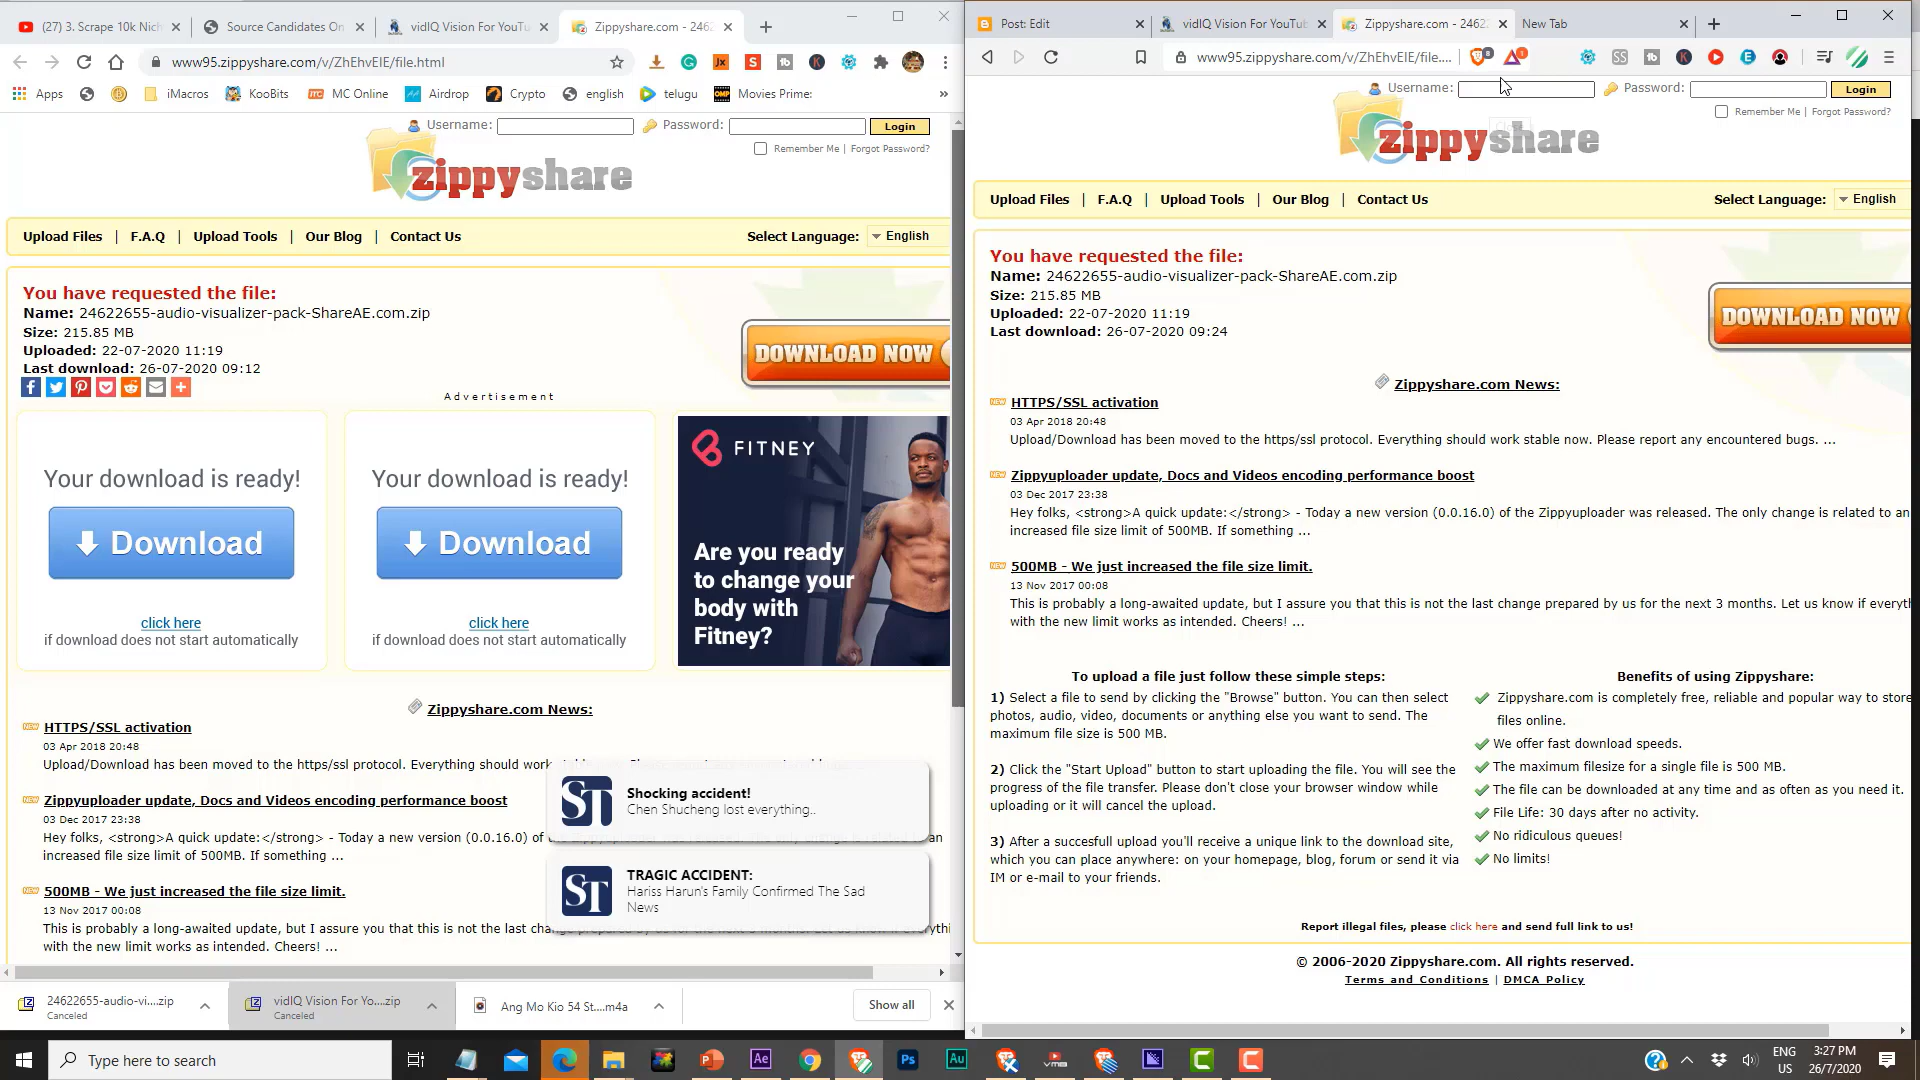 (27) 3. Scrape 10k Nich
Source Candidates On
vidIQ Vision For YouTu
Zippyshare.com - 2462
www95.zippyshare.com/v/ZhEhvEIE/file.html
Apps
iMacros
KooBits
MC Online
Airdrop
Crypto
english
telugu
Movies Prime:
»
Username:
Password:
Login
Remember Me | Forgot Password?
zippyshare
Upload Files | F.A.Q | Upload Tools | Our Blog | Contact Us
Select Language: English
You have requested the file:
Name: 24622655-audio-visualizer-pack-ShareAE.com.zip
Size: 215.85 MB
Uploaded: 22-07-2020 11:19
Last download: 26-07-2020 09:12
DOWNLOAD NOW
Advertisement
Your download is ready!
Download
click here
if download does not start automatically
Your download is ready!
Download
click here
if download does not start automatically
FITNEY
Are you ready
to change your
body with
Fitney?
Zippyshare.com News:
HTTPS/SSL activation
03 Apr 2018 20:48
Upload/Download has been moved to the https/ssl protocol. Everything should work
Zippyuploader update, Docs and Videos encoding performance boost
03 Dec 2017 23:38
Hey folks, <strong>A quick update:</strong> - Today a new version (0.0.16.0) of
increased file size limit of 500MB. If something ...
500MB - We just increased the file size limit.
13 Nov 2017 00:08
This is probably a long-awaited update, but I assure you that this is not the last change prepared by us for the next 3 months. Let us know if everythi
with the new limit works as intended. Cheers! ...
ST
Shocking accident!
Chen Shucheng lost everything..
ST
TRAGIC ACCIDENT:
Hariss Harun's Family Confirmed The Sad
News
24622655-audio-vi....zip
Canceled
vidIQ Vision For Yo....zip
Canceled
Ang Mo Kio 54 St....m4a
Show all
Post: Edit
vidIQ Vision For YouTub
Zippyshare.com - 2462
New Tab
www95.zippyshare.com/v/ZhEhvEIE/file....
Username:
Password:
Login
Remember Me | Forgot Password?
zippyshare
Upload Files | F.A.Q | Upload Tools | Our Blog | Contact Us
Select Language: English
You have requested the file:
Name: 24622655-audio-visualizer-pack-ShareAE.com.zip
Size: 215.85 MB
Uploaded: 22-07-2020 11:19
Last download: 26-07-2020 09:24
DOWNLOAD NOW
Zippyshare.com News:
HTTPS/SSL activation
03 Apr 2018 20:48
Upload/Download has been moved to the https/ssl protocol. Everything should work stable now. Please report any encountered bugs. ...
Zippyuploader update, Docs and Videos encoding performance boost
03 Dec 2017 23:38
Hey folks, <strong>A quick update:</strong> - Today a new version (0.0.16.0) of the Zippyuploader was released. The only change is related to an
increased file size limit of 500MB. If something ...
500MB - We just increased the file size limit.
13 Nov 2017 00:08
This is probably a long-awaited update, but I assure you that this is not the last change prepared by us for the next 3 months. Let us know if everyt
with the new limit works as intended. Cheers! ...
To upload a file just follow these simple steps:
1) Select a file to send by clicking the "Browse" button. You can then select
photos, audio, video, documents or anything else you want to send. The
maximum file size is 500 MB.
2) Click the "Start Upload" button to start uploading the file. You will see the
progress of the file transfer. Please don't close your browser window while
uploading or it will cancel the upload.
3) After a succesfull upload you'll receive a unique link to the download site,
which you can place anywhere: on your homepage, blog, forum or send it via
IM or e-mail to your friends.
Benefits of using Zippyshare:
Zippyshare.com is completely free, reliable and popular way to store
files online.
We offer fast download speeds.
The maximum filesize for a single file is 500 MB.
The file can be downloaded at any time and as often as you need it.
File Life: 30 days after no activity.
No ridiculous queues!
No limits!
Report illegal files, please click here and send full link to us!
© 2006-2020 Zippyshare.com. All rights reserved.
Terms and Conditions | DMCA Policy
Type here to search
ENG
US
3:27 PM
26/7/2020